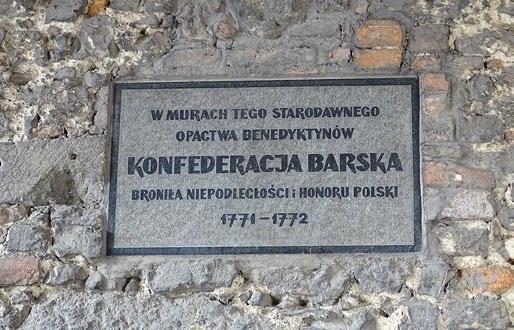 W MURACH TEGO STARODAWNEGO
OPACTWA BENEDYKTYNÓW
KONFEDERACJA BARSKA
BRONIŁA NIEPODLEGŁOŚCI i HONORU POLSKI
1771 – 1772